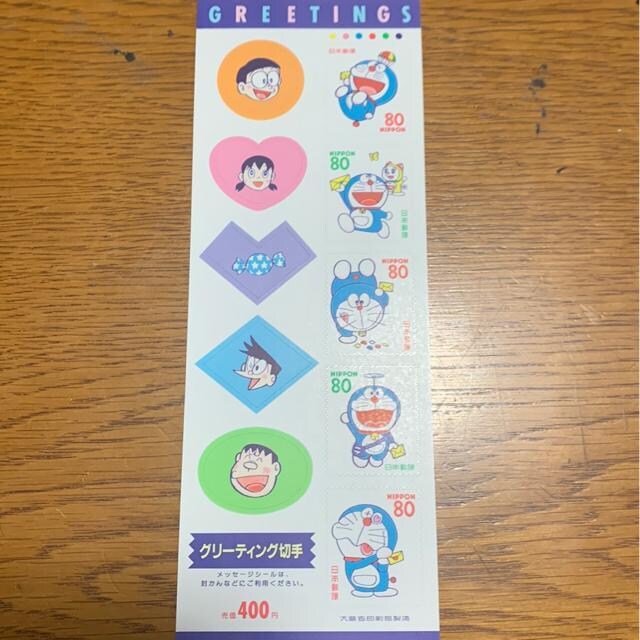 GREETINGS
日本郵便
80
NIPPON
NIPPON
80
日本郵便
NIPPON
80
日本郵便
NIPPON
80
日本郵便
NIPPON
80
日本郵便
グリーティング切手
メッセージシールは、
封かんなどにご利用ください。
売価400円
大蔵省印刷局製造